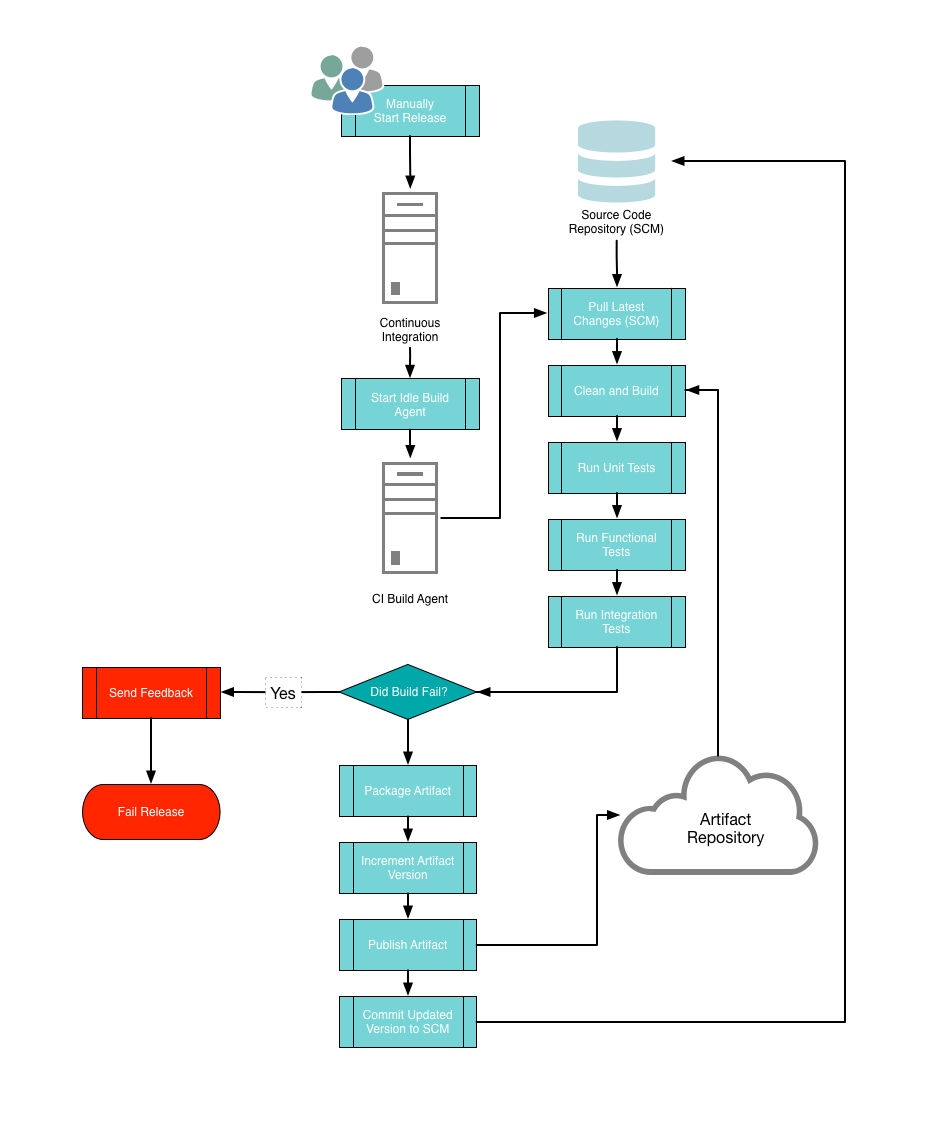 Manually
Start Release
Source Code
Repository (SCM)
Continuous
Integration
Pull Latest
Changes (SCM)
Start Idle Build
Agent
Clean and Build
Run Unit Tests
Run Functional
Tests
CI Build Agent
Run Integration
Tests
Send Feedback
Yes
Did Build Fail?
Fail Release
Package Artifact
Artifact
Repository
Increment Artifact
Version
Publish Artifact
Commit Updated
Version to SCM